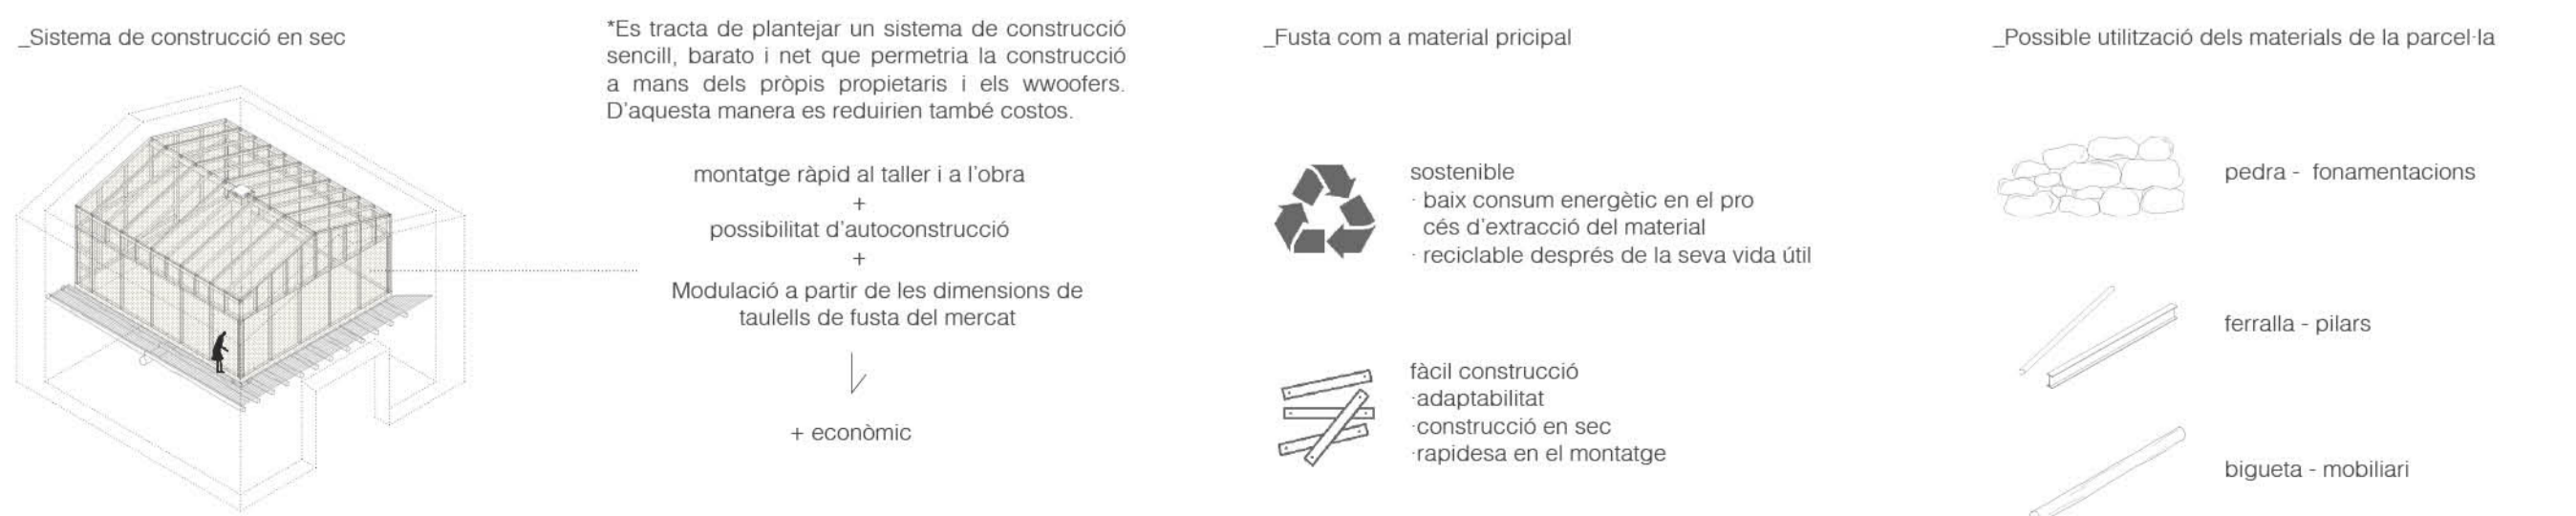 _Sistema de construcció en sec
*Es tracta de plantejar un sistema de construcció
sencill, barato i net que permetria la construcció
a mans dels pròpis propietaris i els wwoofers.
D'aquesta manera es reduirien també costos.
montatge ràpid al taller i a l'obra
+
possibilitat d'autoconstrucció
+
Modulació a partir de les dimensions de
taulells de fusta del mercat
+ econòmic
_Fusta com a material pricipal
sostenible
· baix consum energètic en el pro
cés d'extracció del material
· reciclable després de la seva vida útil
fàcil construcció
·adaptabilitat
·construcció en sec
·rapidesa en el montatge
_Possible utilització dels materials de la parcel·la
pedra - fonamentacions
ferralla - pilars
bigueta - mobiliari